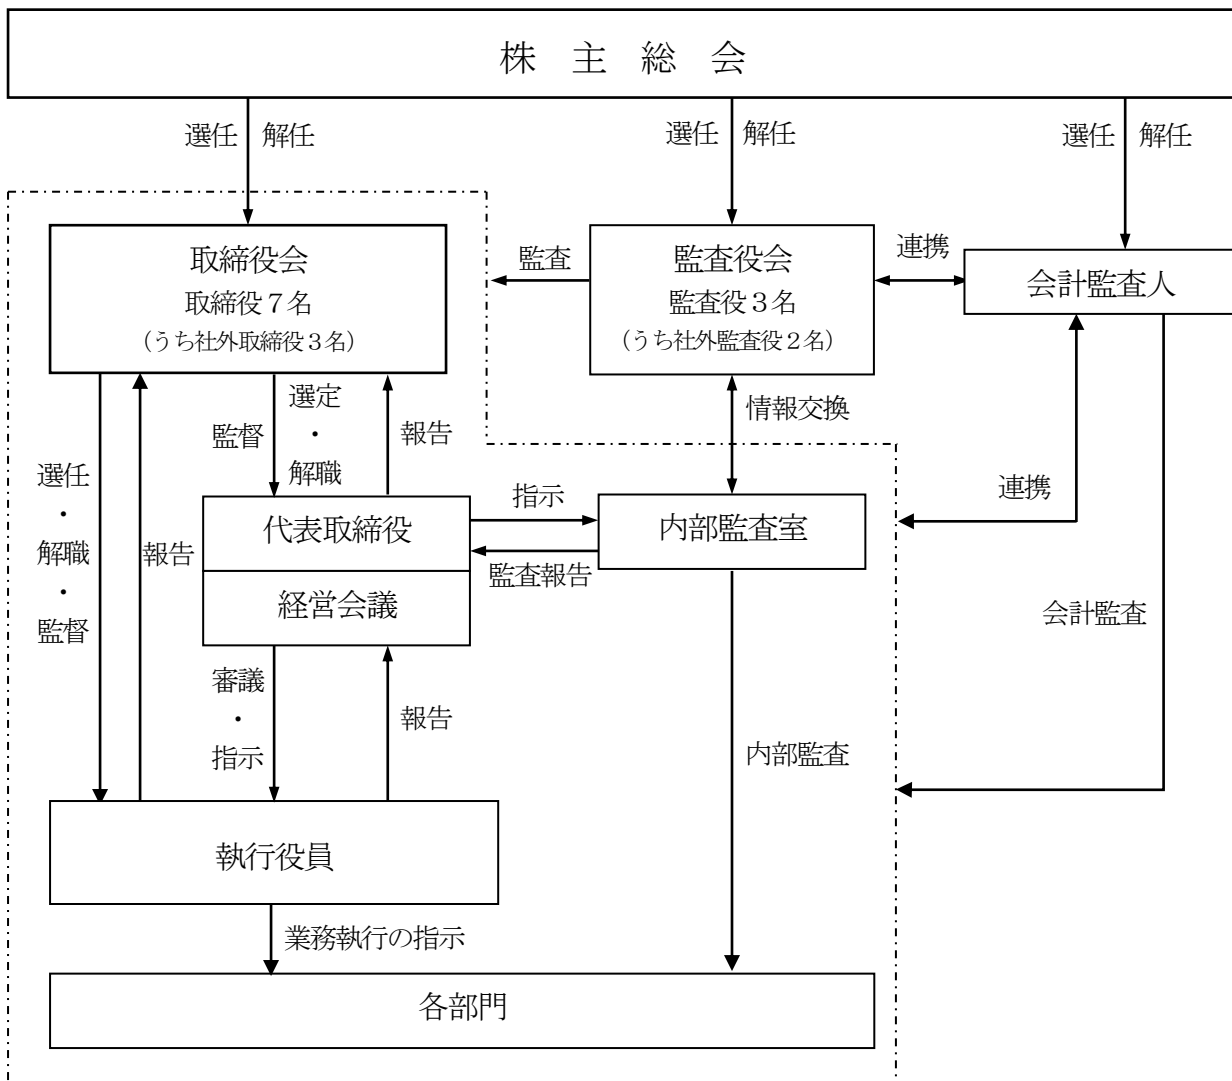 株 主 総 会
選任 解任
選任 解任
選任 解任
取締役会
取締役７名
（うち社外取締役３名）
監査
監査役会
監査役３名
（うち社外監査役２名）
連携
会計監査人
監督
選定
・
解職
報告
情報交換
選任
・
解職
・
監督
報告
代表取締役
経営会議
指示
監査報告
内部監査室
連携
会計監査
審議
・
指示
報告
内部監査
執行役員
業務執行の指示
各部門